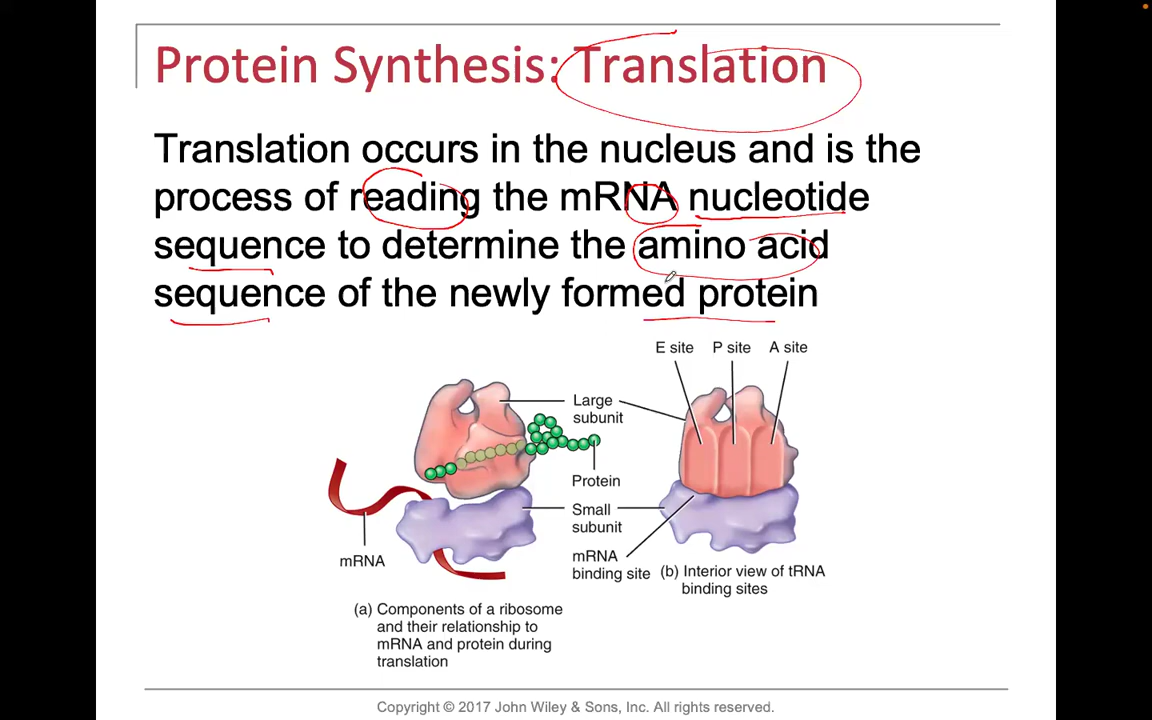 Protein Synthesis: Translation
Translation occurs in the nucleus and is the
process of reading the mRNA nucleotide
sequence to determine the amino acid
sequence of the newly formed protein
E site P site A site
Large
subunit
Protein
Small
subunit
mRNA
mRNA
binding site
(b) Interior view of tRNA
binding sites
(a) Components of a ribosome
and their relationship to
mRNA and protein during
translation
Copyright © 2017 John Wiley & Sons, Inc. All rights reserved.